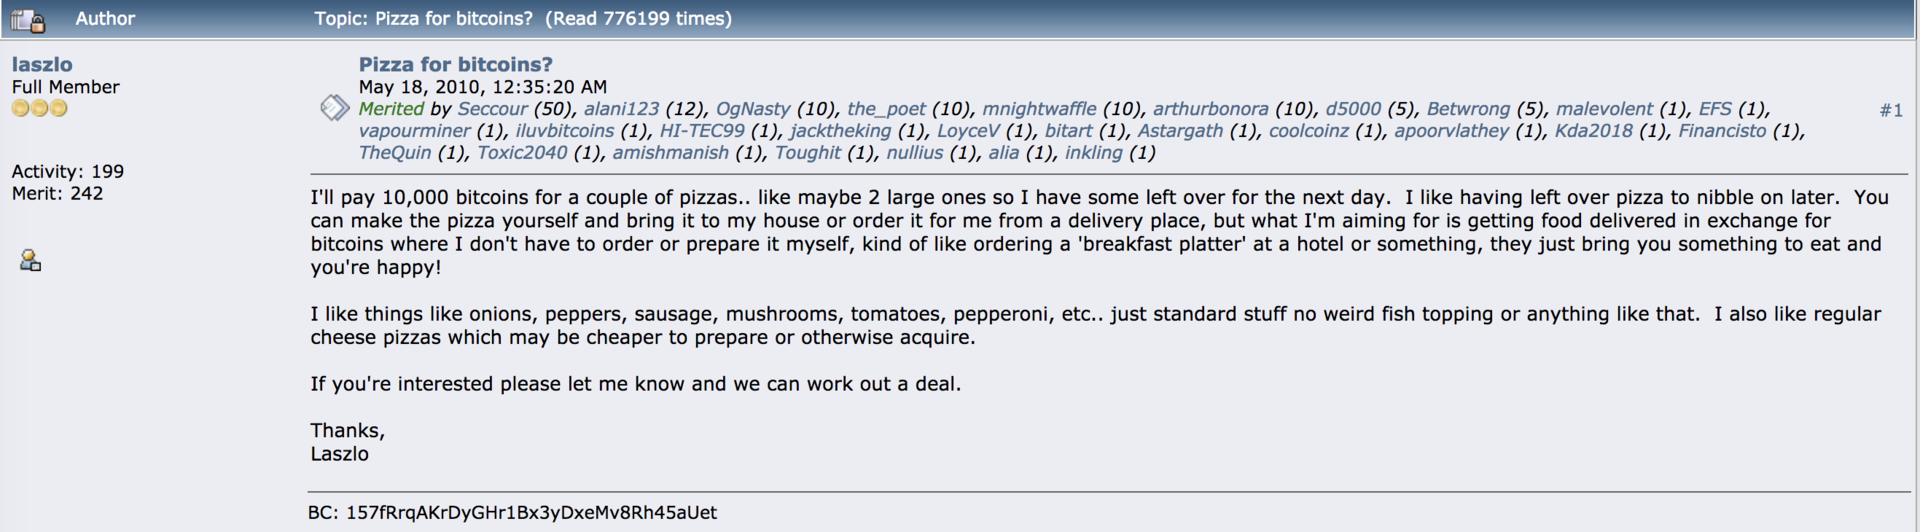 Author Topic: Pizza for bitcoins? (Read 776199 times)
laszlo
Full Member
Activity: 199
Merit: 242
Pizza for bitcoins?
May 18, 2010, 12:35:20 AM
Merited by Seccour (50), alani123 (12), OgNasty (10), the_poet (10), mnightwaffle (10), arthurbonora (10), d5000 (5), Betwrong (5), malevolent (1), EFS (1),
vapourminer (1), iluvbitcoins (1), HI-TEC99 (1), jacktheking (1), LoyceV (1), bitart (1), Astargath (1), coolcoinz (1), apoorvlathey (1), Kda2018 (1), Financisto (1),
TheQuin (1), Toxic2040 (1), amishmanish (1), Toughit (1), nullius (1), alia (1), inkling (1)
#1
I'll pay 10,000 bitcoins for a couple of pizzas.. like maybe 2 large ones so I have some left over for the next day.  I like having left over pizza to nibble on later.  You
can make the pizza yourself and bring it to my house or order it for me from a delivery place, but what I'm aiming for is getting food delivered in exchange for
bitcoins where I don't have to order or prepare it myself, kind of like ordering a 'breakfast platter' at a hotel or something, they just bring you something to eat and
you're happy!
I like things like onions, peppers, sausage, mushrooms, tomatoes, pepperoni, etc.. just standard stuff no weird fish topping or anything like that.  I also like regular
cheese pizzas which may be cheaper to prepare or otherwise acquire.
If you're interested please let me know and we can work out a deal.
Thanks,
Laszlo
BC: 157fRrqAKrDyGHr1Bx3yDxeMv8Rh45aUet